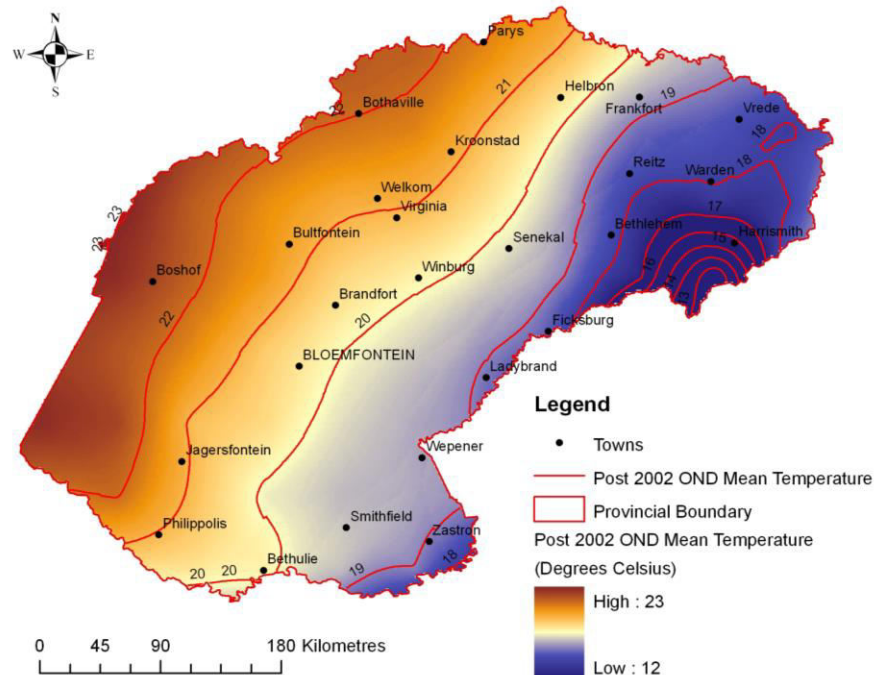 N
W E
S
Parys
22
Bothaville
21
Helbron
Frankfort
19
Vrede
18
Kroonstad
Reitz
18
Warden
Welkom
Virginia
23
23
17
Bultfontein
Senekal
Bethlehem
15
Harrismith
Boshof
Winburg
16
14
13
Brandfort
22
20
Ficksburg
BLOEMFONTEIN
Ladybrand
Legend
Towns
Jagersfontein
Wepener
Post 2002 OND Mean Temperature
Provincial Boundary
Philippolis
Smithfield
Zastron
Post 2002 OND Mean Temperature
(Degrees Celsius)
20 20
Bethulie
19
18
High : 23
Low : 12
0 45 90 180 Kilometres